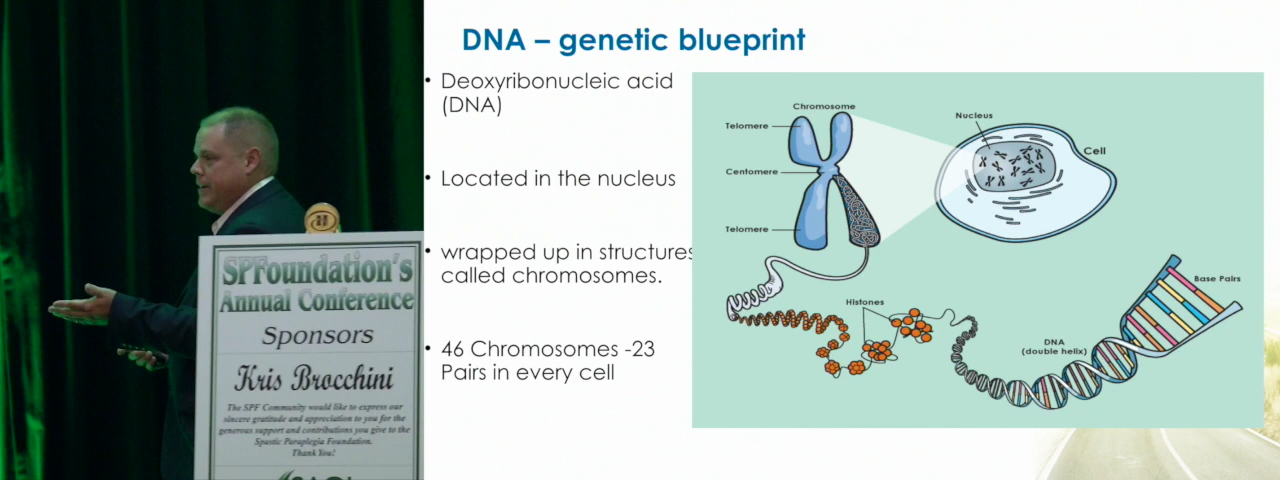 SPFoundation's
Annual Conference
Sponsors
Kris Brocchini
The SPF Community would like to express our
sincere gratitude and appreciation to you for the
generous support and contributions you give to the
Spastic Paraplegia Foundation.
Thank You!
DNA – genetic blueprint
• Deoxyribonucleic acid
(DNA)
• Located in the nucleus
• wrapped up in structures
called chromosomes.
• 46 Chromosomes -23
Pairs in every cell
Chromosome
Telomere
Centomere
Telomere
Nucleus
Cell
Histones
Base Pairs
DNA
(double helix)